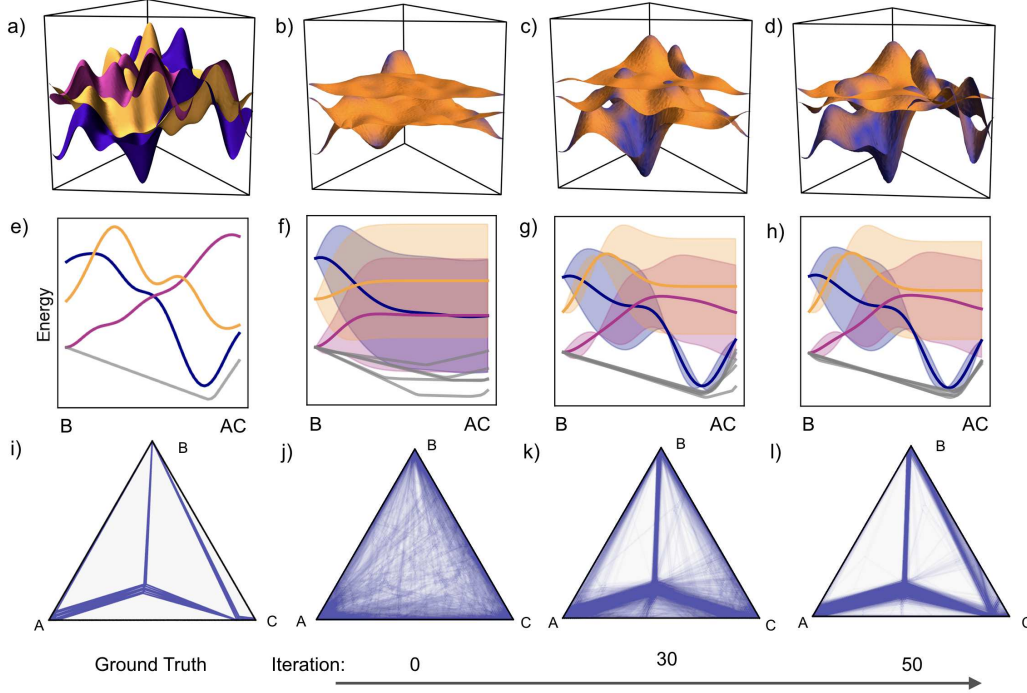 a) b) c) d)
e) f) g) h)
Energy
B AC B AC B AC B AC
i) j) k) l)
B B B B
A C A C A C A C
Ground Truth Iteration: 0 30 50